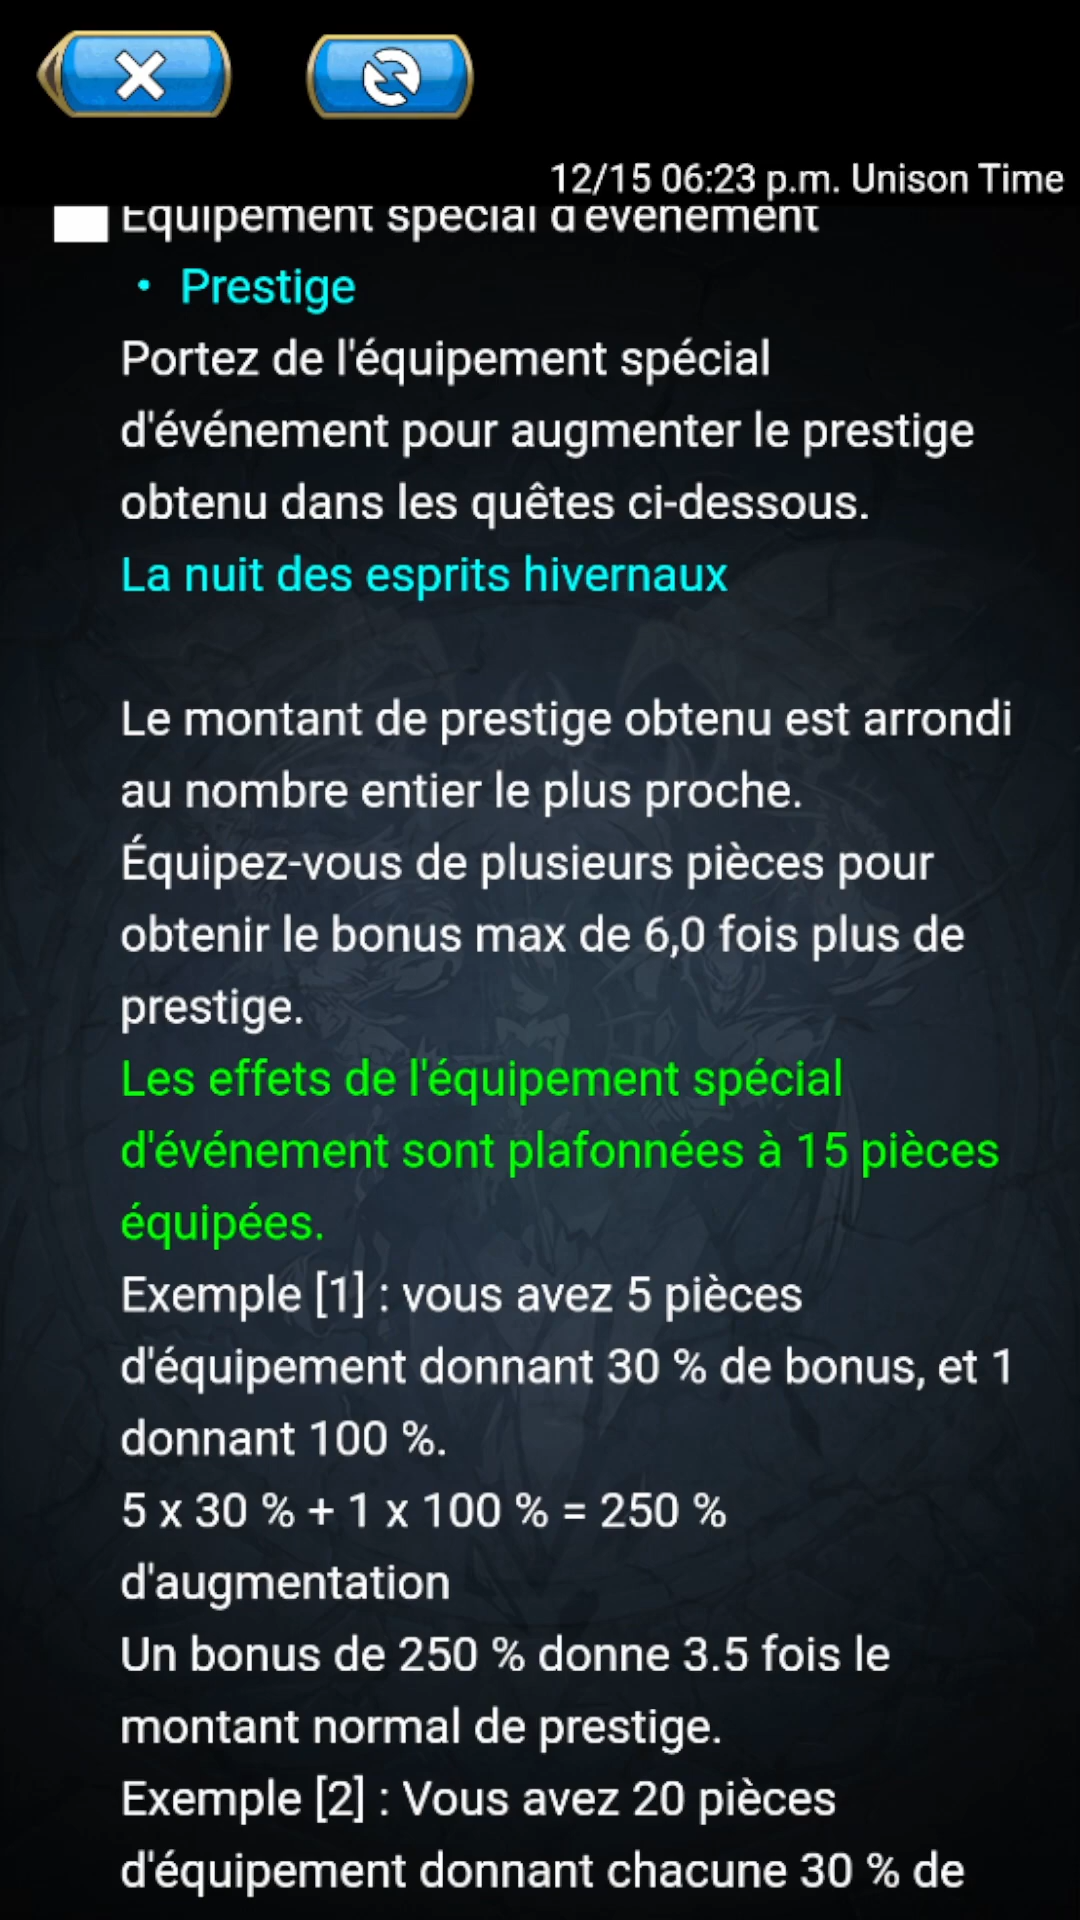 12/15 06:23 p.m. Unison Time
Équipement spécial d'événement
• Prestige
Portez de l'équipement spécial
d'événement pour augmenter le prestige
obtenu dans les quêtes ci-dessous.
La nuit des esprits hivernaux
Le montant de prestige obtenu est arrondi
au nombre entier le plus proche.
Équipez-vous de plusieurs pièces pour
obtenir le bonus max de 6,0 fois plus de
prestige.
Les effets de l'équipement spécial
d'événement sont plafonnées à 15 pièces
équipées.
Exemple [1] : vous avez 5 pièces
d'équipement donnant 30 % de bonus, et 1
donnant 100 %.
5 x 30 % + 1 x 100 % = 250 %
d'augmentation
Un bonus de 250 % donne 3.5 fois le
montant normal de prestige.
Exemple [2] : Vous avez 20 pièces
d'équipement donnant chacune 30 % de